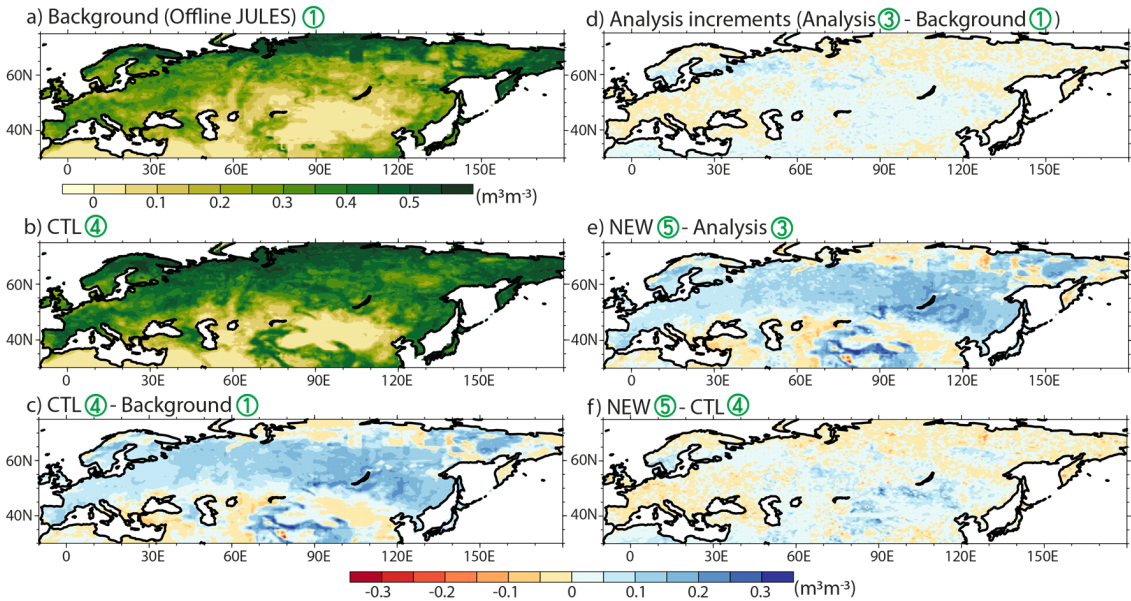 a) Background (Offline JULES) ①
60N
40N
0 30E 60E 90E 120E 150E
0 0.1 0.2 0.3 0.4 0.5 (m³m⁻³)
b) CTL ④
60N
40N
0 30E 60E 90E 120E 150E
c) CTL ④ - Background ①
60N
40N
0 30E 60E 90E 120E 150E
d) Analysis increments (Analysis ③ - Background ① )
60N
40N
0 30E 60E 90E 120E 150E
e) NEW ⑤ - Analysis ③
60N
40N
0 30E 60E 90E 120E 150E
f) NEW ⑤ - CTL ④
60N
40N
0 30E 60E 90E 120E 150E
-0.3 -0.2 -0.1 0 0.1 0.2 0.3 (m³m⁻³)